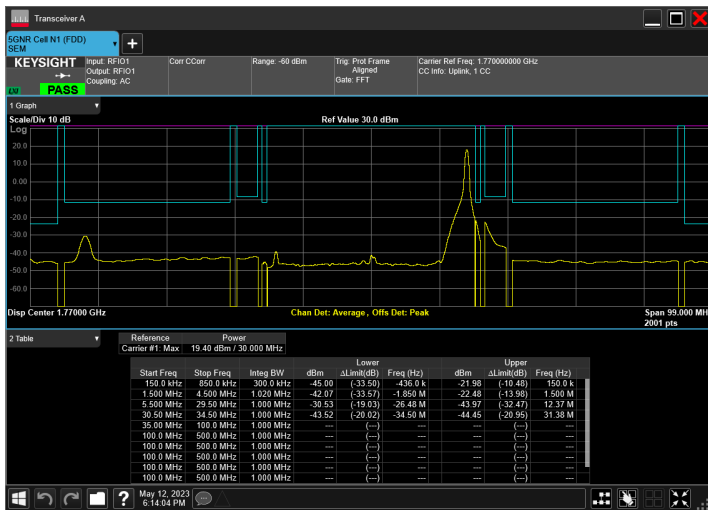 Transceiver A
5GNR Cell N1 (FDD)
SEM
KEYSIGHT
PASS
Input: RFIO1
Output: RFIO1
Coupling: AC
Corr CCorr
Range: -60 dBm
Trig: Prot Frame
Aligned
Gate: FFT
Carrier Ref Freq: 1.770000000 GHz
CC Info: Uplink, 1 CC
1 Graph
Scale/Div 10 dB
Ref Value 30.0 dBm
Log
20.0
10.0
0.00
-10.0
-20.0
-30.0
-40.0
-50.0
-60.0
Disp Center 1.77000 GHz
Chan Det: Average, Offs Det: Peak
Span 99.000 MH
2001 pts
2 Table
Reference Power
Carrier #1: Max 19.40 dBm / 30.000 MHz
Lower Upper
Start Freq Stop Freq Integ BW dBm ΔLimit(dB) Freq (Hz) dBm ΔLimit(dB) Freq (Hz)
150.0 kHz 850.0 kHz 300.0 kHz -45.00 (-33.50) -436.0 k -21.98 (-10.48) 150.0 k
1.500 MHz 4.500 MHz 1.020 MHz -42.07 (-33.57) -1.850 M -22.48 (-13.98) 1.500 M
5.500 MHz 29.50 MHz 1.000 MHz -30.53 (-19.03) -26.48 M -43.97 (-32.47) 12.37 M
30.50 MHz 34.50 MHz 1.000 MHz -43.52 (-20.02) -34.50 M -44.45 (-20.95) 31.38 M
35.00 MHz 100.0 MHz 1.000 MHz --- (---) --- --- (---) ---
100.0 MHz 500.0 MHz 1.000 MHz --- (---) --- --- (---) ---
100.0 MHz 500.0 MHz 1.000 MHz --- (---) --- --- (---) ---
100.0 MHz 500.0 MHz 1.000 MHz --- (---) --- --- (---) ---
100.0 MHz 500.0 MHz 1.000 MHz --- (---) --- --- (---) ---
100.0 MHz 500.0 MHz 1.000 MHz --- (---) --- --- (---) ---
?
May 12, 2023
6:14:04 PM